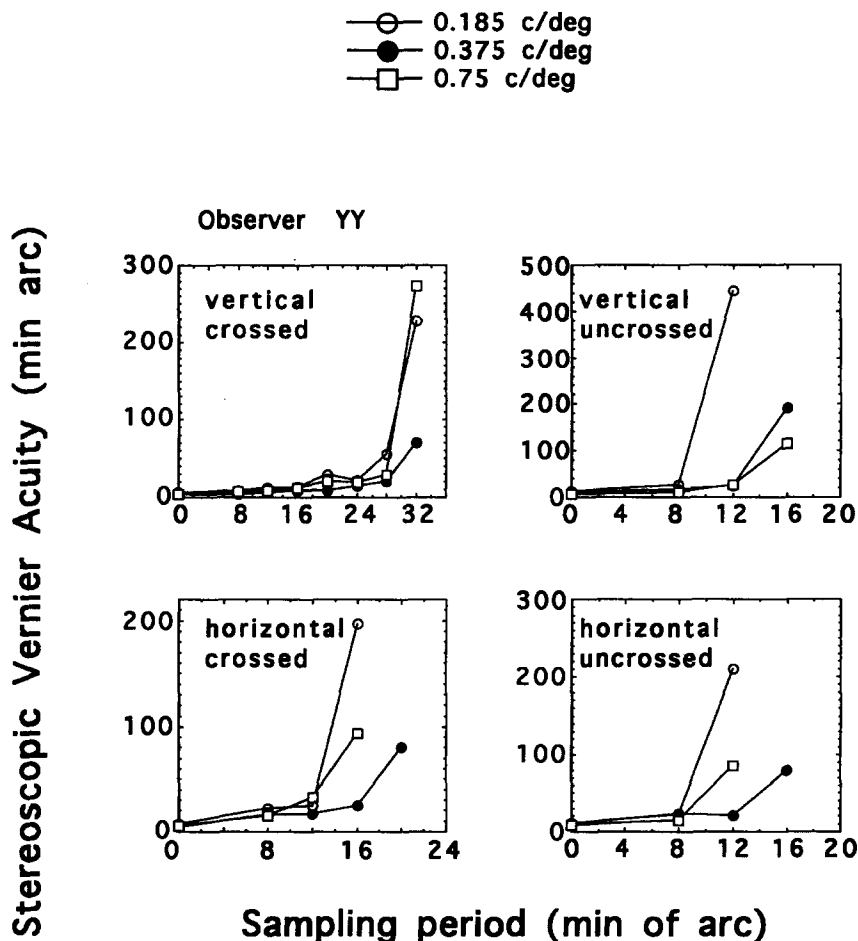 0.185 c/deg
0.375 c/deg
0.75 c/deg
Observer YY
Stereoscopic Vernier Acuity (min arc)
300
200
100
0
vertical
crossed
0 8 16 24 32
500
400
300
200
100
0
vertical
uncrossed
0 4 8 12 16 20
200
100
0
horizontal
crossed
0 8 16 24
300
200
100
0
horizontal
uncrossed
0 4 8 12 16 20
Sampling period (min of arc)